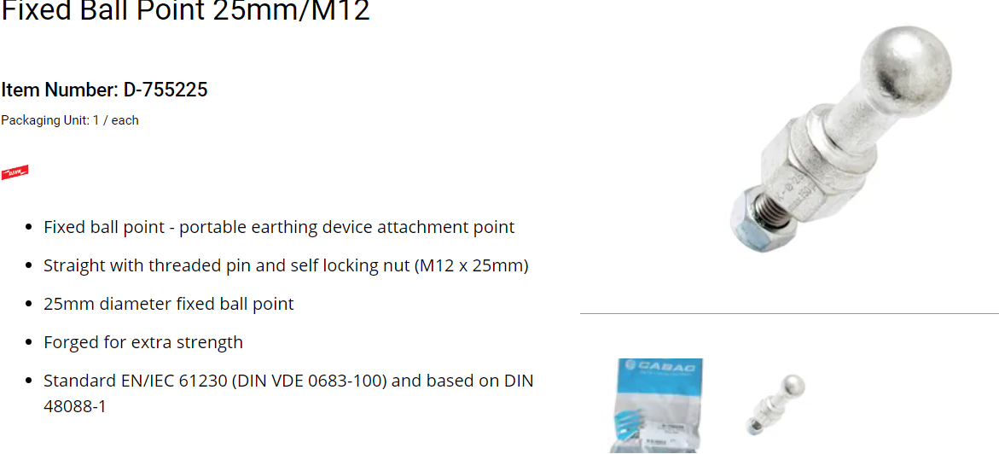 Fixed Ball Point 25mm/M12
Item Number: D-755225
Packaging Unit: 1 / each
DEHN
Fixed ball point - portable earthing device attachment point
Straight with threaded pin and self locking nut (M12 x 25mm)
25mm diameter fixed ball point
Forged for extra strength
Standard EN/IEC 61230 (DIN VDE 0683-100) and based on DIN
48088-1
CABAC